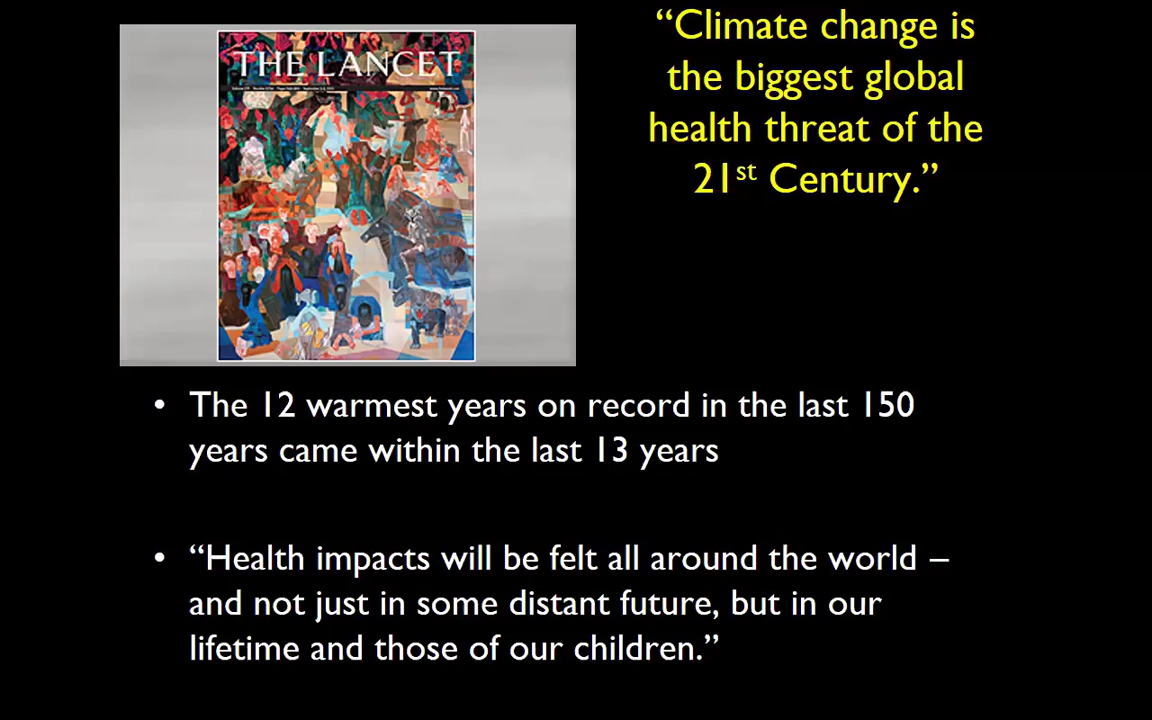 THE LANCET
“Climate change is
the biggest global
health threat of the
21st Century.”
• The 12 warmest years on record in the last 150
years came within the last 13 years
• “Health impacts will be felt all around the world –
and not just in some distant future, but in our
lifetime and those of our children.”